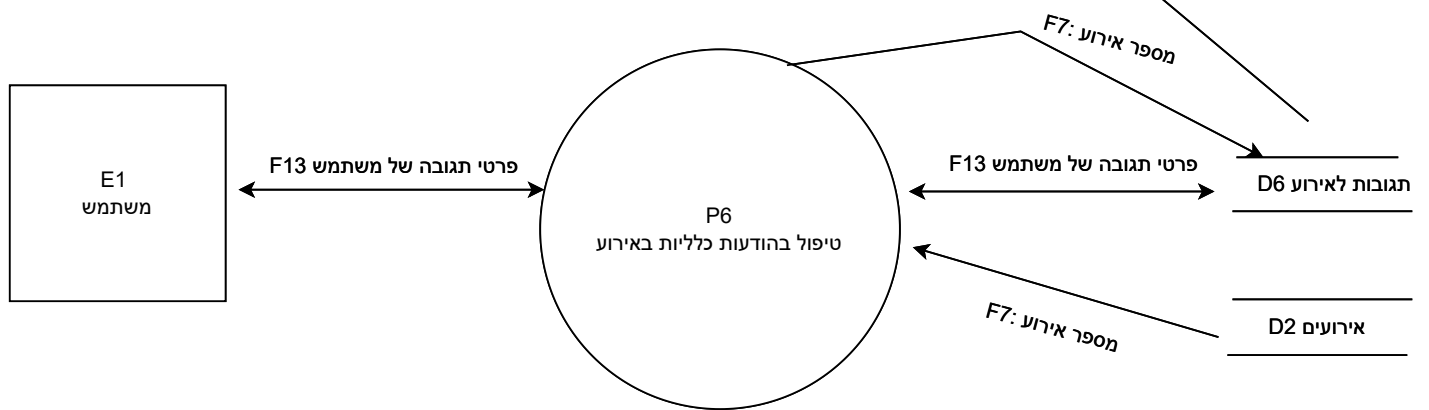 F7: מספר אירוע
E1
משתמש
פרטי תגובה של משתמש F13
P6
טיפול בהודעות כלליות באירוע
פרטי תגובה של משתמש F13
תגובות לאירוע D6
F7: מספר אירוע
אירועים D2